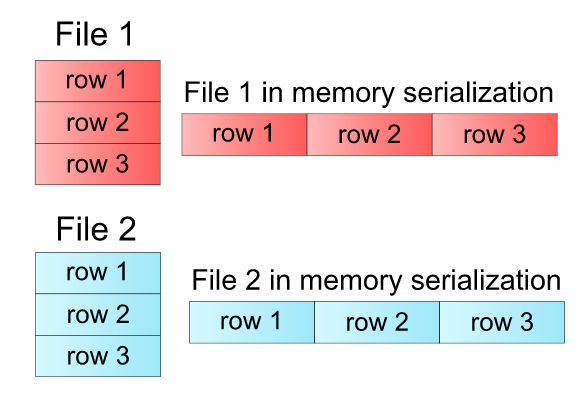 File 1
row 1
row 2
row 3
File 1 in memory serialization
row 1 row 2 row 3
File 2
row 1
row 2
row 3
File 2 in memory serialization
row 1 row 2 row 3